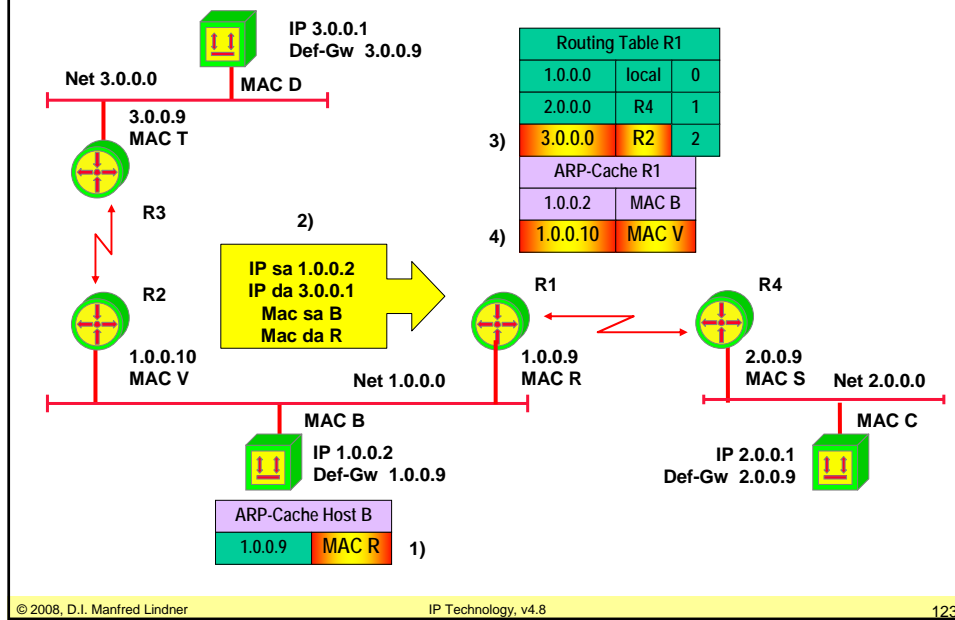 IP 3.0.0.1
Def-Gw 3.0.0.9
Net 3.0.0.0
MAC D
3.0.0.9
MAC T
R3
Routing Table R1
1.0.0.0 local 0
2.0.0.0 R4 1
3) 3.0.0.0 R2 2
ARP-Cache R1
1.0.0.2 MAC B
4) 1.0.0.10 MAC V
2)
IP sa 1.0.0.2
IP da 3.0.0.1
Mac sa B
Mac da R
R2
1.0.0.10
MAC V
R1
1.0.0.9
MAC R
R4
2.0.0.9
MAC S
Net 1.0.0.0
Net 2.0.0.0
MAC B
IP 1.0.0.2
Def-Gw 1.0.0.9
MAC C
IP 2.0.0.1
Def-Gw 2.0.0.9
ARP-Cache Host B
1.0.0.9 MAC R 1)
© 2008, D.I. Manfred Lindner IP Technology, v4.8 123